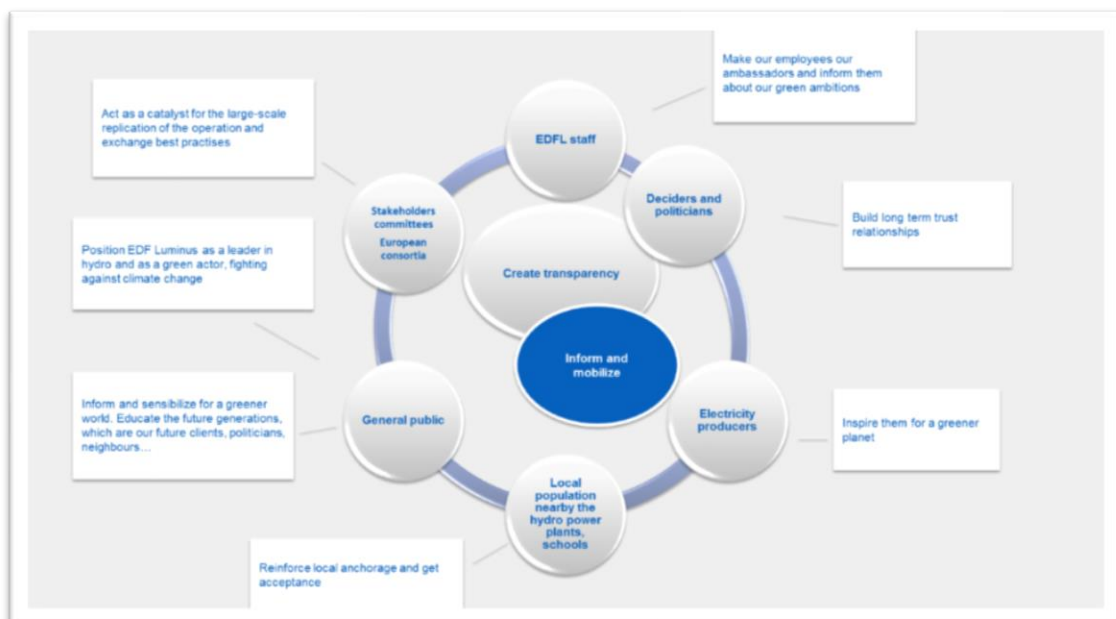 Make our employees our
ambassadors and inform them
about our green ambitions
Act as a catalyst for the large-scale
replication of the operation and
exchange best practises
EDFL staff
Deciders and
politicians
Build long term trust
relationships
Stakeholders
committees
European
consortia
Position EDF Luminus as a leader in
hydro and as a green actor, fighting
against climate change
Create transparency
Inform and
mobilize
Inform and sensibilize for a greener
world. Educate the future generations,
which are our future clients, politicians,
neighbours…
General public
Electricity
producers
Inspire them for a greener
planet
Local
population
nearby the
hydro power
plants,
schools
Reinforce local anchorage and get
acceptance